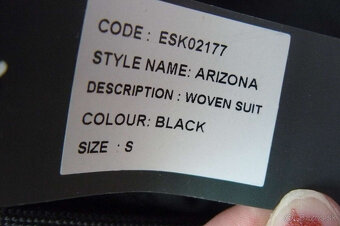 CODE : ESK02177
STYLE NAME: ARIZONA
DESCRIPTION : WOVEN SUIT
COLOUR: BLACK
SIZE : S